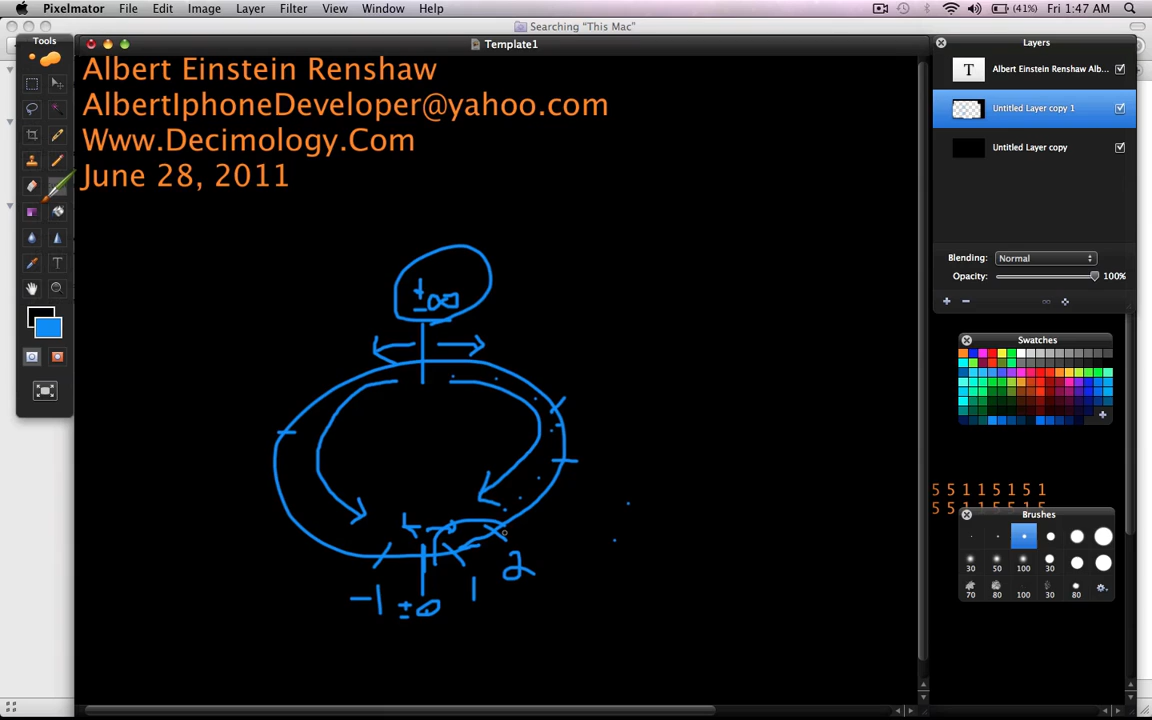 Pixelmator File Edit Image Layer Filter View Window Help (41%) Fri 1:47 AM
Searching "This Mac"
Tools
Template1
Layers
Albert Einstein Renshaw
AlbertIphoneDeveloper@yahoo.com
Www.Decimology.Com
June 28, 2011
T Albert Einstein Renshaw Alb...
Untitled Layer copy 1
Untitled Layer copy
Blending: Normal
Opacity: 100%
Swatches
5 5 1 1 5 1 5 1
Brushes
30 50 100 30 80
70 80 100 30 80
±∞
-1 ±0 1 2